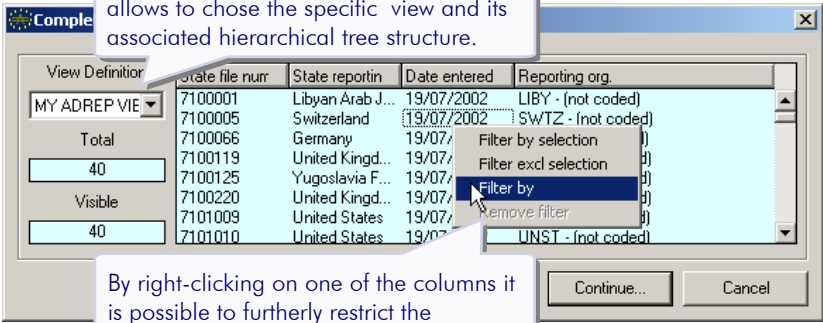 allows to chose the specific view and its
associated hierarchical tree structure.
Comple
View Definition
MY ADREP VIE
Total
40
Visible
40
State file num State reportin Date entered Reporting org.
7100001 Libyan Arab J... 19/07/2002 LIBY - (not coded)
7100005 Switzerland 19/07/2002 SWTZ - (not coded)
7100066 Germany 19/07/
7100119 United Kingd... 19/07/
7100125 Yugoslavia F... 19/07/
7100220 United Kingd... 19/07/
7101009 United States 19/07/
7101010 United States 19/07 UNST - (not coded)
Filter by selection
Filter excl selection
Filter by
Remove filter
By right-clicking on one of the columns it
is possible to furtherly restrict the
Continue...
Cancel